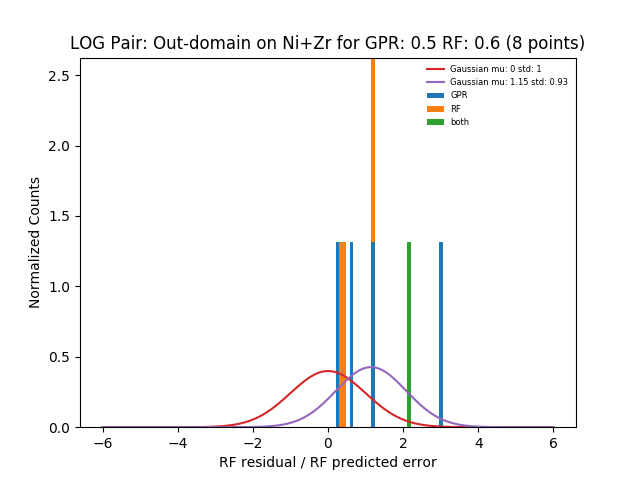 LOG Pair: Out-domain on Ni+Zr for GPR: 0.5 RF: 0.6 (8 points)
Gaussian mu: 0 std: 1
Gaussian mu: 1.15 std: 0.93
GPR
RF
both
Normalized Counts
2.5
2.0
1.5
1.0
0.5
0.0
−6 −4 −2 0 2 4 6
RF residual / RF predicted error